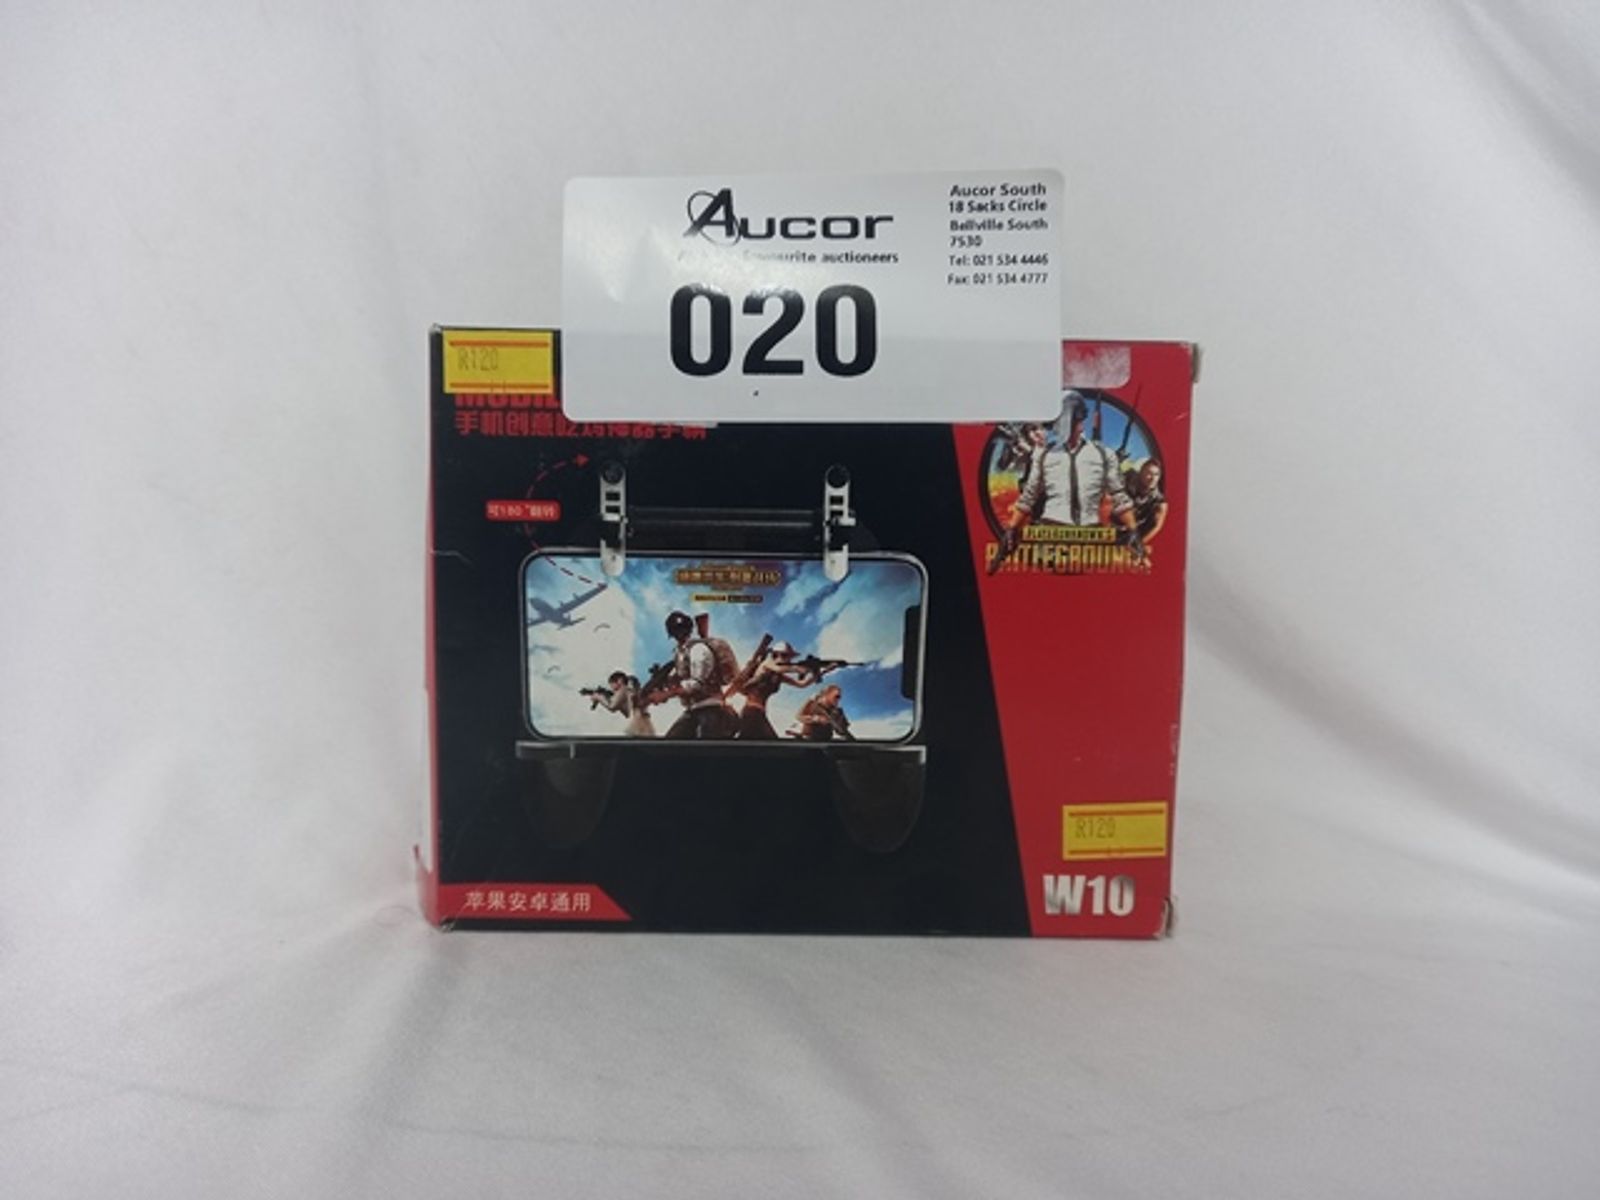 Aucor
favourite auctioneers
020
Aucor South
18 Sacks Circle
Bellville South
7530
Tel: 021 534 4446
Fax: 021 534 4777
R120
手机创意吃鸡神器手柄
可180°翻转
BATTLEGROUNDS
R120
W10
苹果安卓通用